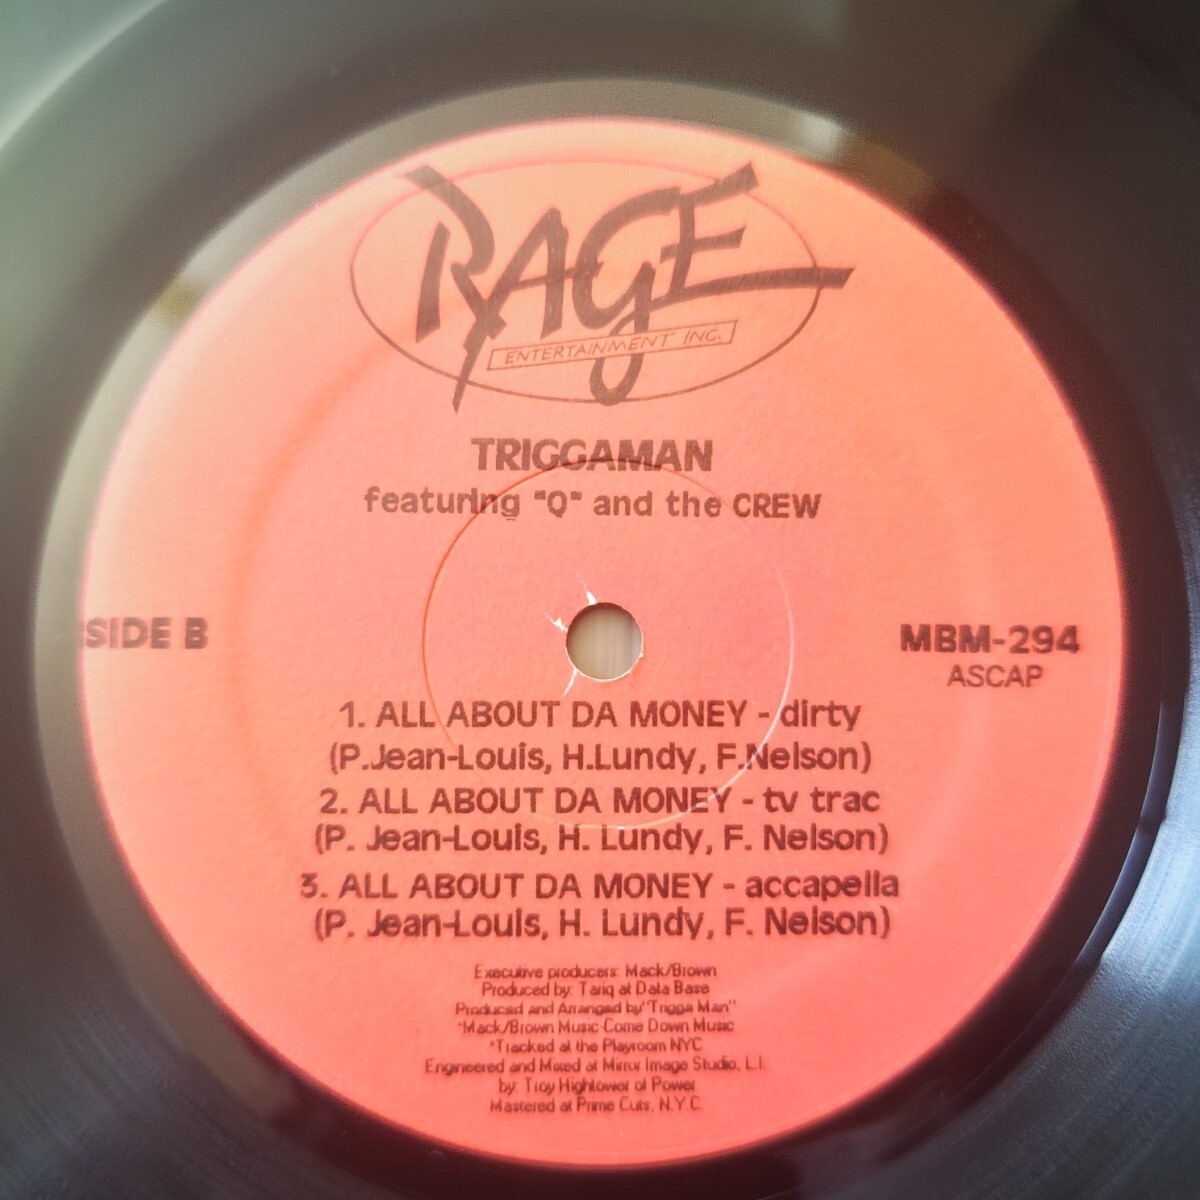 RAGE
ENTERTAINMENT INC.
TRIGGAMAN
featuring "Q" and the CREW
SIDE B
MBM-294
ASCAP
1. ALL ABOUT DA MONEY - dirty
(P.Jean-Louis, H.Lundy, F.Nelson)
2. ALL ABOUT DA MONEY - tv trac
(P. Jean-Louis, H. Lundy, F. Nelson)
3. ALL ABOUT DA MONEY - accapella
(P. Jean-Louis, H. Lundy, F. Nelson)
Executive producers: Mack/Brown
Produced by: Tariq at Data Base
Produced and Arranged by "Trigga Man"
*Mack/Brown Music-Come Down Music
*Tracked at the Playroom NYC
Engineered and Mixed at Mirror Image Studio, L.I.
by: Troy Hightower of Power
Mastered at Prime Cuts, N.Y.C.